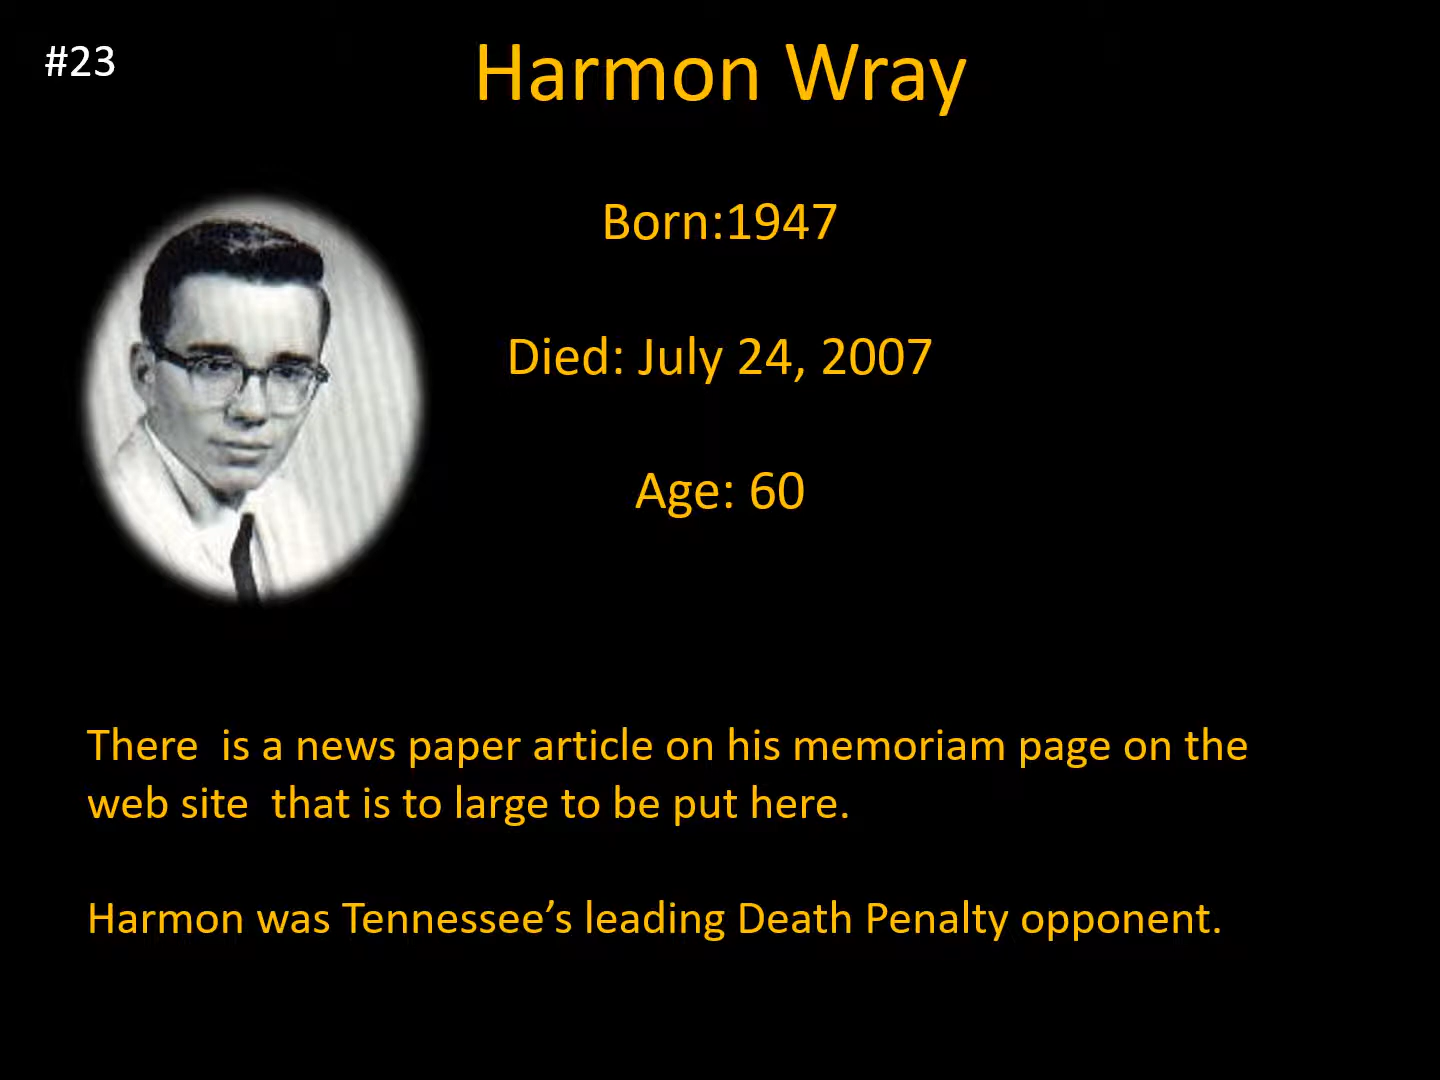 #23
Harmon Wray
Born:1947
Died: July 24, 2007
Age: 60
There  is a news paper article on his memoriam page on the
web site  that is to large to be put here.
Harmon was Tennessee’s leading Death Penalty opponent.